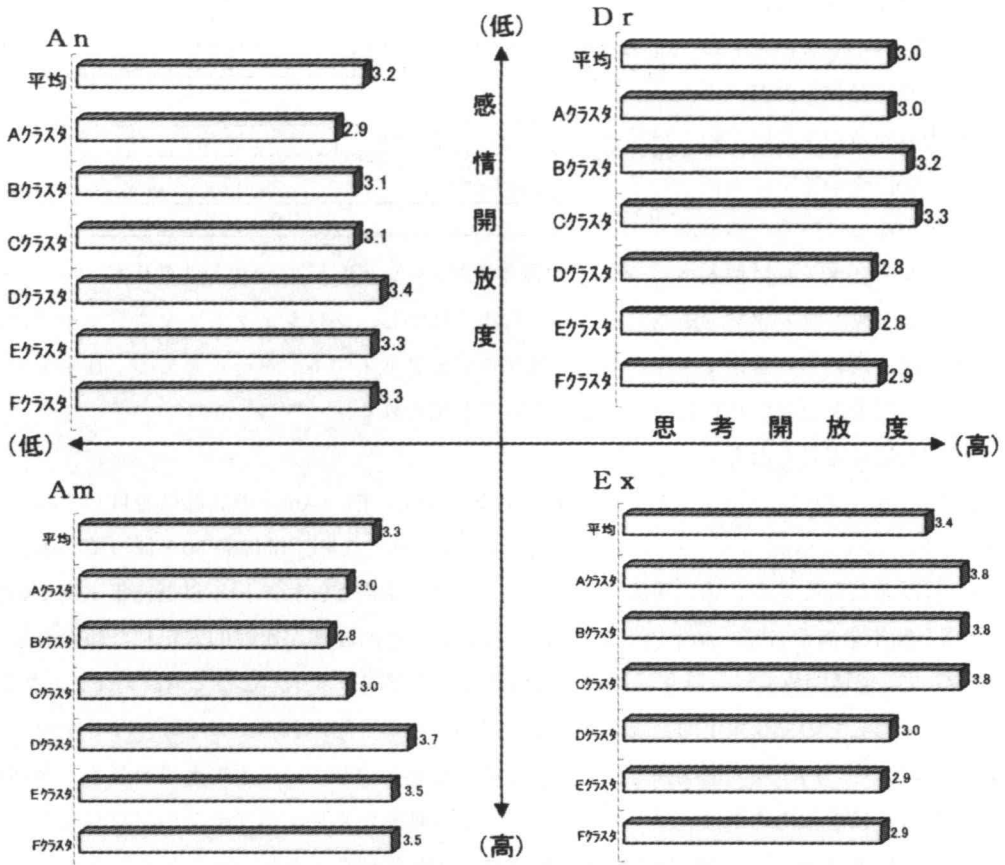 An
平均 3.2
Aクラスタ 2.9
Bクラスタ 3.1
Cクラスタ 3.1
Dクラスタ 3.4
Eクラスタ 3.3
Fクラスタ 3.3
(低)
感情開放度
(高)
Dr
平均 3.0
Aクラスタ 3.0
Bクラスタ 3.2
Cクラスタ 3.3
Dクラスタ 2.8
Eクラスタ 2.8
Fクラスタ 2.9
(低)
思考開放度
(高)
Am
平均 3.3
Aクラスタ 3.0
Bクラスタ 2.8
Cクラスタ 3.0
Dクラスタ 3.7
Eクラスタ 3.5
Fクラスタ 3.5
Ex
平均 3.4
Aクラスタ 3.8
Bクラスタ 3.8
Cクラスタ 3.8
Dクラスタ 3.0
Eクラスタ 2.9
Fクラスタ 2.9